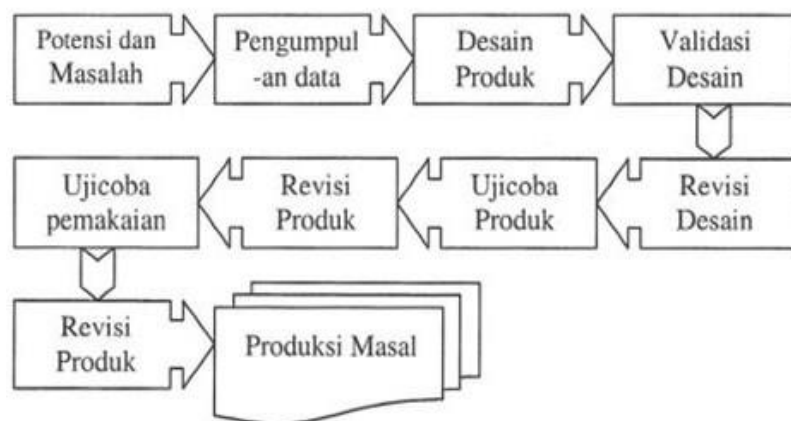 Potensi dan
Masalah
Pengumpul
-an data
Desain
Produk
Validasi
Desain
Revisi
Desain
Ujicoba
Produk
Revisi
Produk
Ujicoba
pemakaian
Revisi
Produk
Produksi Masal